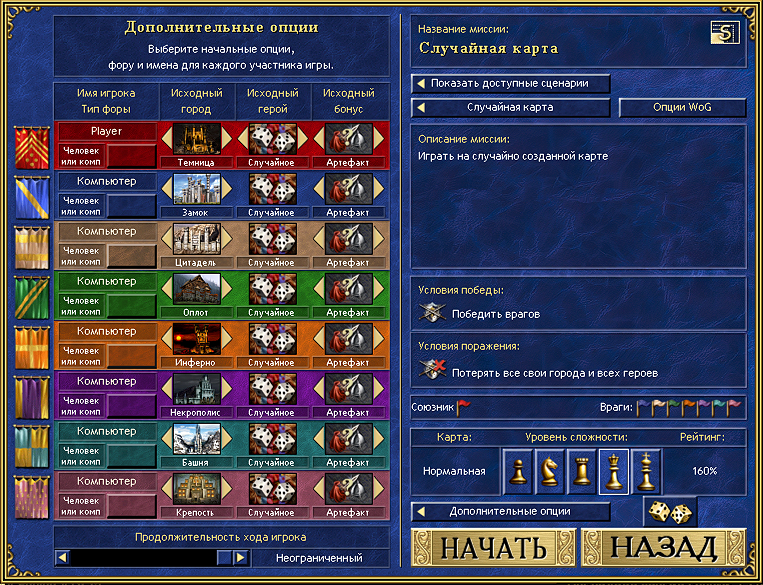 Дополнительные опции
Выберите начальные опции,
фору и имена для каждого участника игры.
Имя игрока
Тип форы
Исходный
город
Исходный
герой
Исходный
бонус
Player
Человек
или комп
Темница
Случайное
Артефакт
Компьютер
Человек
или комп
Замок
Случайное
Артефакт
Компьютер
Человек
или комп
Цитадель
Случайное
Артефакт
Компьютер
Человек
или комп
Оплот
Случайное
Артефакт
Компьютер
Человек
или комп
Инферно
Случайное
Артефакт
Компьютер
Человек
или комп
Некрополис
Случайное
Артефакт
Компьютер
Человек
или комп
Башня
Случайное
Артефакт
Компьютер
Человек
или комп
Крепость
Случайное
Артефакт
Продолжительность хода игрока
Неограниченный
Название миссии:
Случайная карта
S
Показать доступные сценарии
Случайная карта
Опции WoG
Описание миссии:
Играть на случайно созданной карте
Условия победы:
Победить врагов
Условия поражения:
Потерять все свои города и всех героев
Союзник
Враги:
Карта:
Уровень сложности:
Рейтинг:
Нормальная
160%
Дополнительные опции
НАЧАТЬ
НАЗАД